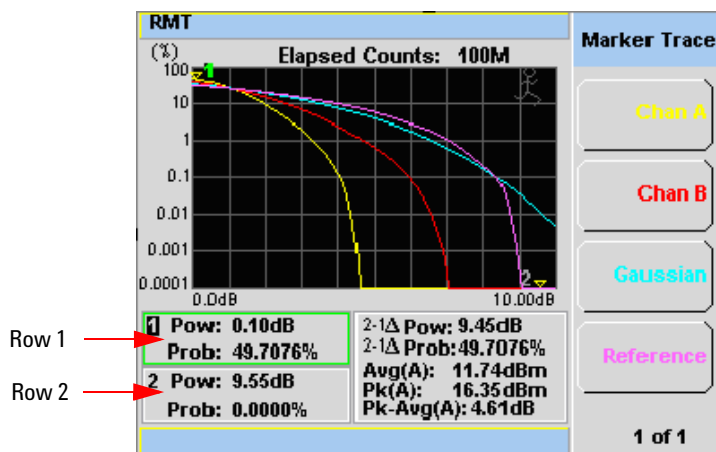 RMT
Marker Trace
(%)
Elapsed Counts: 100M
1
100
10
1
0.1
0.01
0.001
0.0001
2
0.0dB
10.00dB
Chan A
Chan B
Gaussian
Reference
1 of 1
Row 1
1 Pow: 0.10dB
Prob: 49.7076%
Row 2
2 Pow: 9.55dB
Prob: 0.0000%
2-1Δ Pow: 9.45dB
2-1Δ Prob:49.7076%
Avg(A): 11.74dBm
Pk(A): 16.35dBm
Pk-Avg(A): 4.61dB